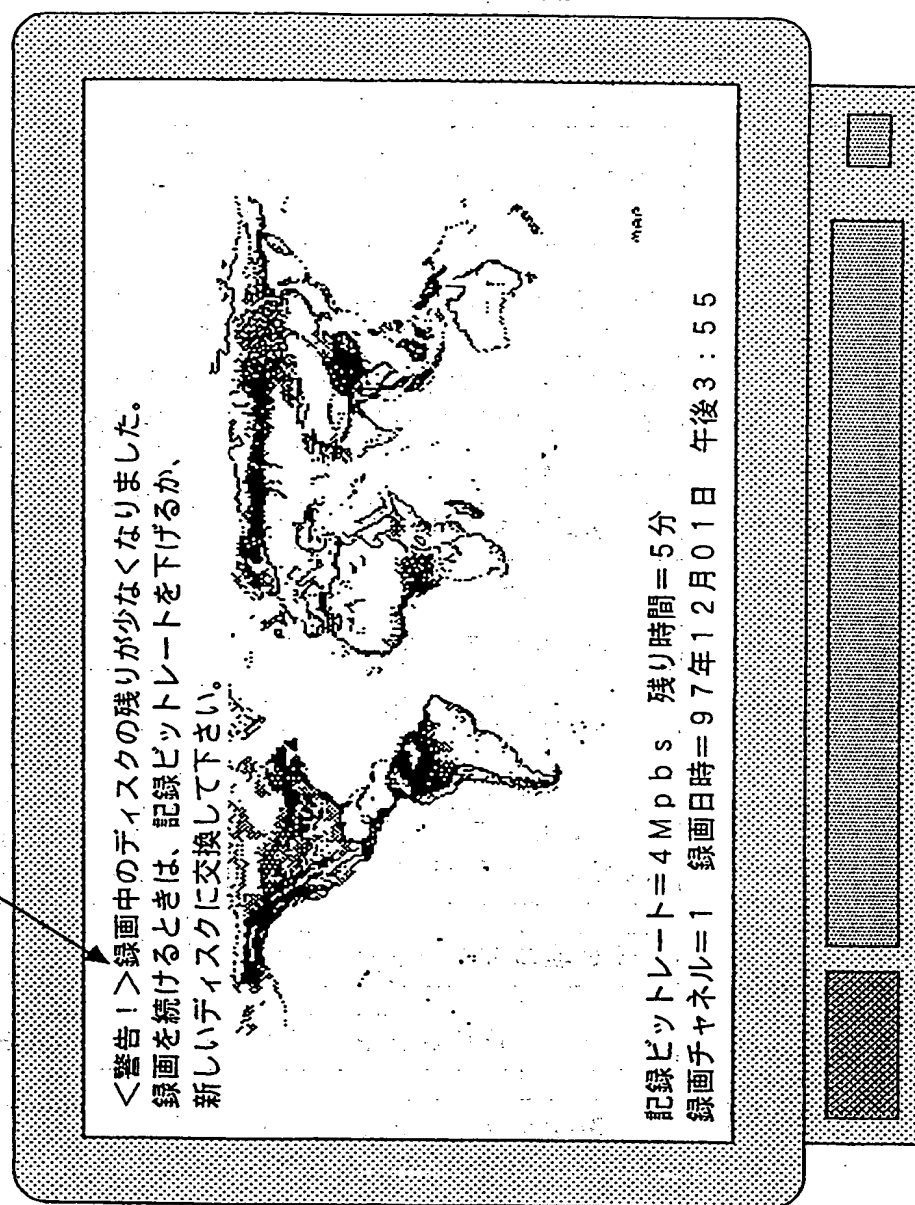 <警告！>録画中のディスクの残りが少なくなりました。
録画を続けるときは、記録ビットレートを下げるか、
新しいディスクに交換して下さい。
MAP
記録ビットレート=4Mpbs 残り時間=5分
録画チャネル=1 録画日時=97年12月01日 午後3:55